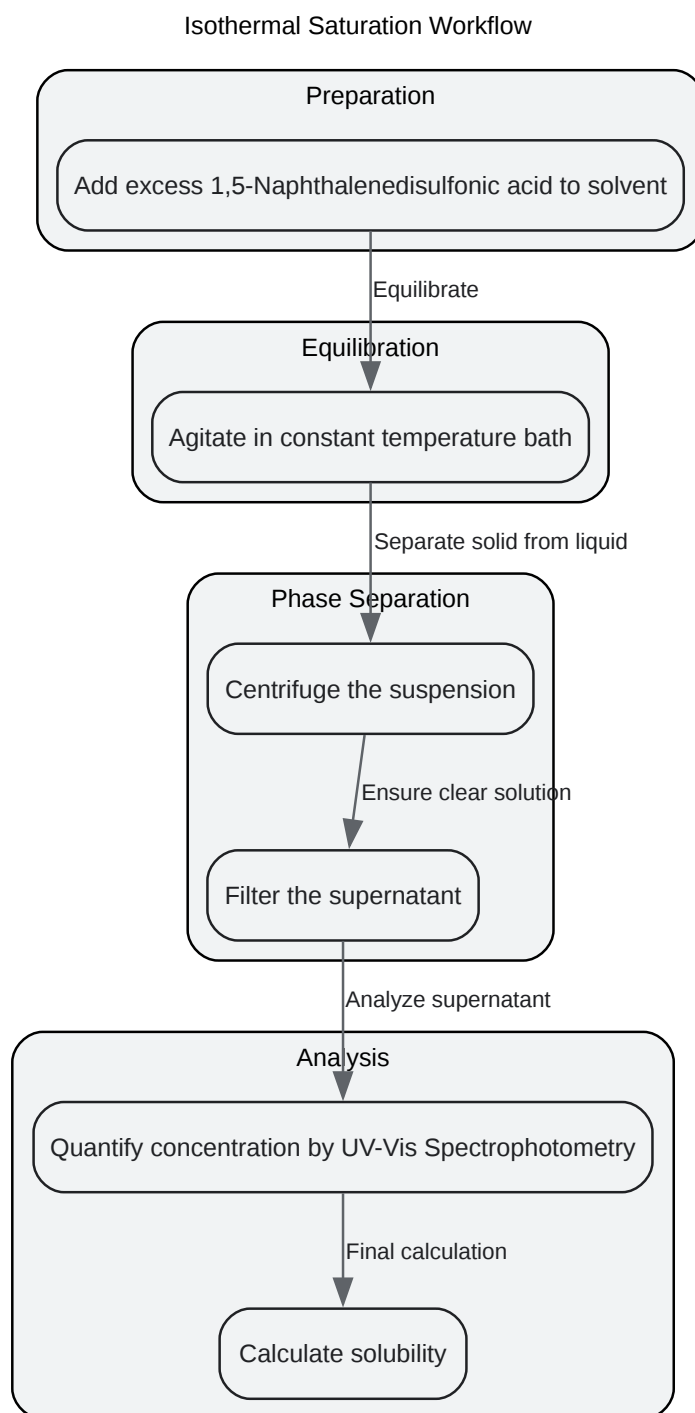 Isothermal Saturation Workflow
Preparation
Add excess 1,5-Naphthalenedisulfonic acid to solvent
Equilibrate
Equilibration
Agitate in constant temperature bath
Separate solid from liquid
Phase Separation
Centrifuge the suspension
Ensure clear solution
Filter the supernatant
Analyze supernatant
Analysis
Quantify concentration by UV-Vis Spectrophotometry
Final calculation
Calculate solubility